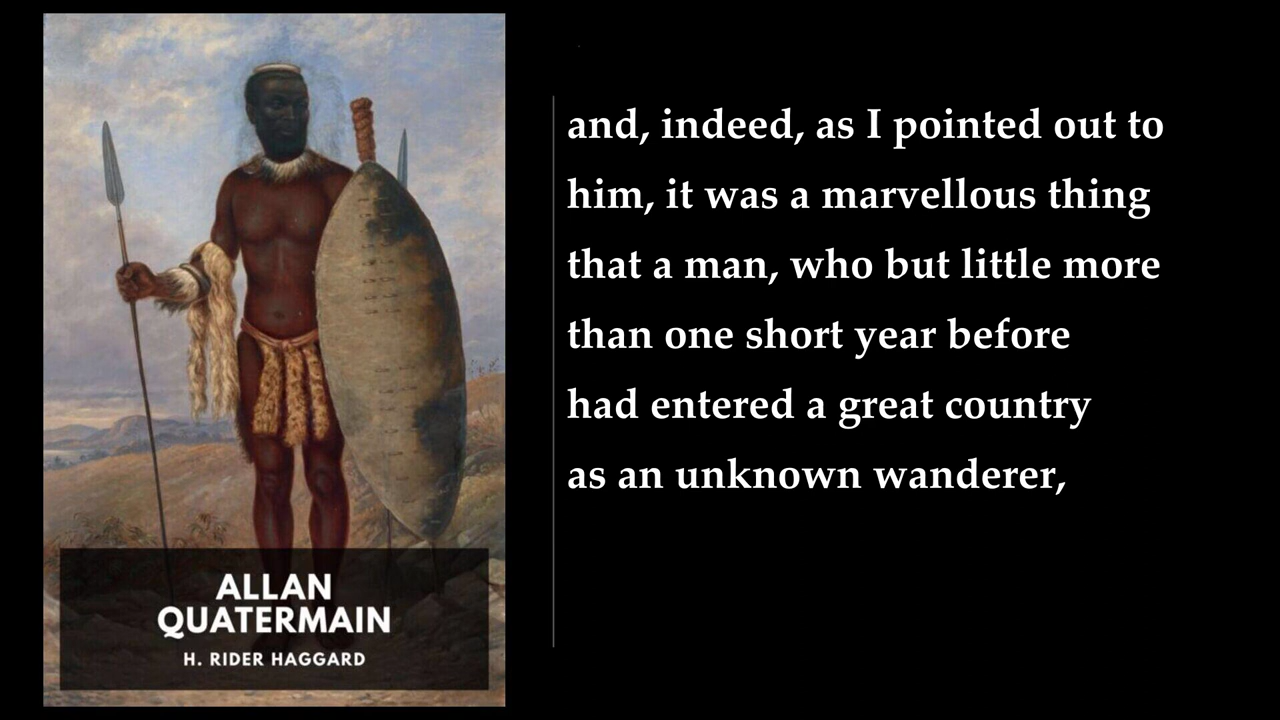 ALLAN
QUATERMAIN
H. RIDER HAGGARD
and, indeed, as I pointed out to
him, it was a marvellous thing
that a man, who but little more
than one short year before
had entered a great country
as an unknown wanderer,